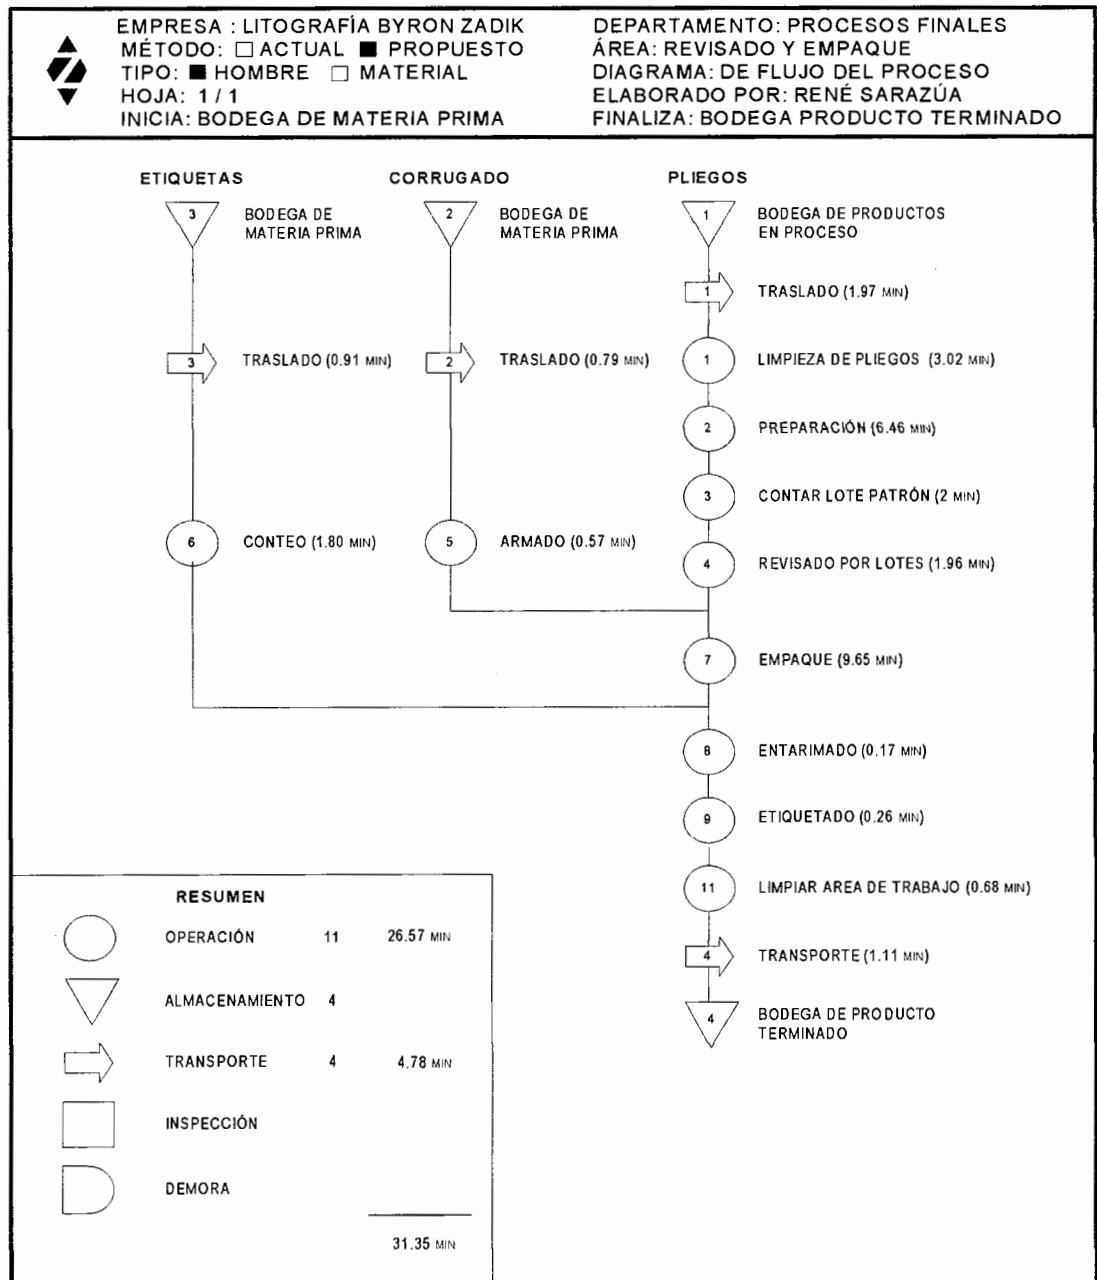 EMPRESA : LITOGRAFÍA BYRON ZADIK
MÉTODO: □ ACTUAL ■ PROPUESTO
TIPO: ■ HOMBRE □ MATERIAL
HOJA: 1 / 1
INICIA: BODEGA DE MATERIA PRIMA
DEPARTAMENTO: PROCESOS FINALES
ÁREA: REVISADO Y EMPAQUE
DIAGRAMA: DE FLUJO DEL PROCESO
ELABORADO POR: RENÉ SARAZÚA
FINALIZA: BODEGA PRODUCTO TERMINADO
ETIQUETAS
3
BODEGA DE
MATERIA PRIMA
3
TRASLADO (0.91 MIN)
6
CONTEO (1.80 MIN)
CORRUGADO
2
BODEGA DE
MATERIA PRIMA
2
TRASLADO (0.79 MIN)
5
ARMADO (0.57 MIN)
PLIEGOS
1
BODEGA DE PRODUCTOS
EN PROCESO
1
TRASLADO (1.97 MIN)
1
LIMPIEZA DE PLIEGOS (3.02 MIN)
2
PREPARACIÓN (6.46 MIN)
3
CONTAR LOTE PATRÓN (2 MIN)
4
REVISADO POR LOTES (1.96 MIN)
7
EMPAQUE (9.65 MIN)
8
ENTARIMADO (0.17 MIN)
9
ETIQUETADO (0.26 MIN)
11
LIMPIAR AREA DE TRABAJO (0.68 MIN)
4
TRANSPORTE (1.11 MIN)
4
BODEGA DE PRODUCTO
TERMINADO
RESUMEN
OPERACIÓN 11 26.57 MIN
ALMACENAMIENTO 4
TRANSPORTE 4 4.78 MIN
INSPECCIÓN
DEMORA
31.35 MIN